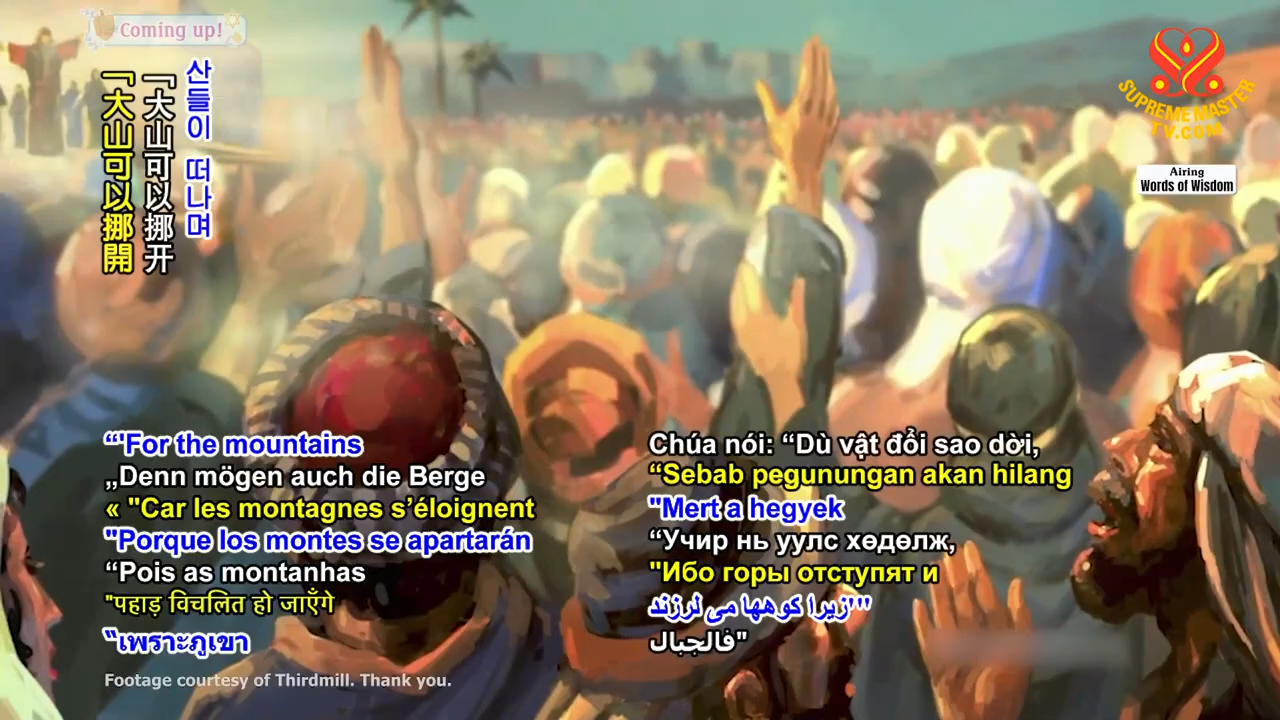 Coming up!
산들이 떠나며
「大山可以挪开
「大山可以挪開
SUPREME MASTER
TV.COM
Airing
Words of Wisdom
“'For the mountains
„Denn mögen auch die Berge
« "Car les montagnes s’éloignent
"Porque los montes se apartarán
“Pois as montanhas
"पहाड़ विचलित हो जाएँगे
“เพราะภูเขา
Chúa nói: “Dù vật đổi sao dời,
“Sebab pegunungan akan hilang
"Mert a hegyek
“Учир нь уулс хөдөлж,
"Ибо горы отступят и
"'زیرا کوهها می لرزند
"فالجبال
Footage courtesy of Thirdmill. Thank you.